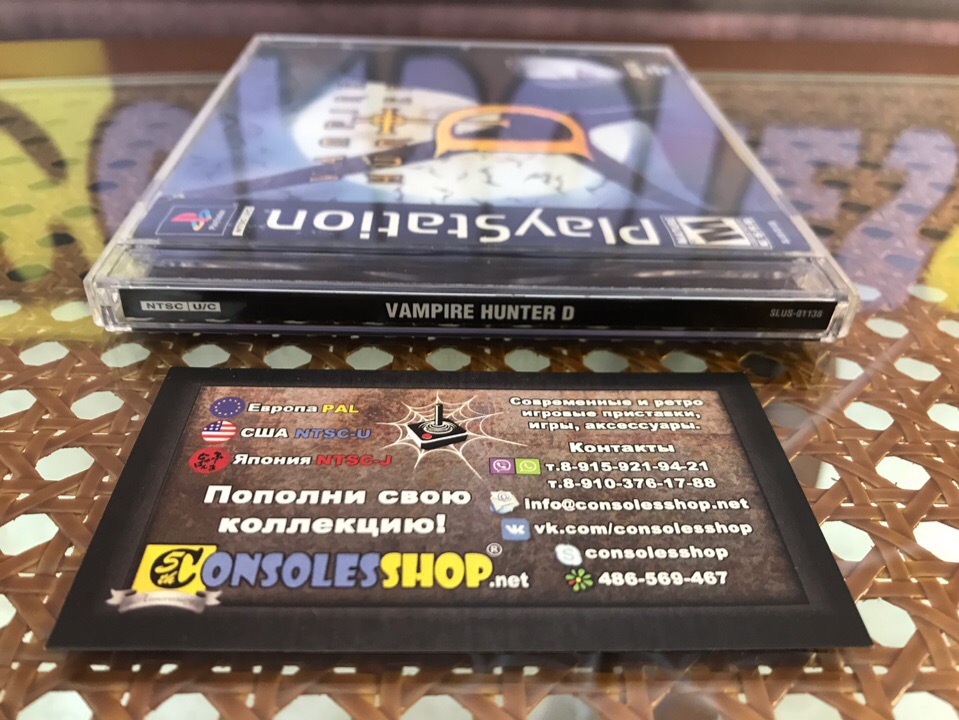 PlayStation
M
NTSC U/C
VAMPIRE HUNTER D
SLUS-01138
Европа PAL
США NTSC-U
Япония NTSC-J
Пополни свою
коллекцию!
CONSOLESSHOP®.net
Современные и ретро
игровые приставки,
игры, аксессуары.
Контакты
т.8-915-921-94-21
т.8-910-376-17-88
info@consolesshop.net
vk.com/consolesshop
consolesshop
486-569-467